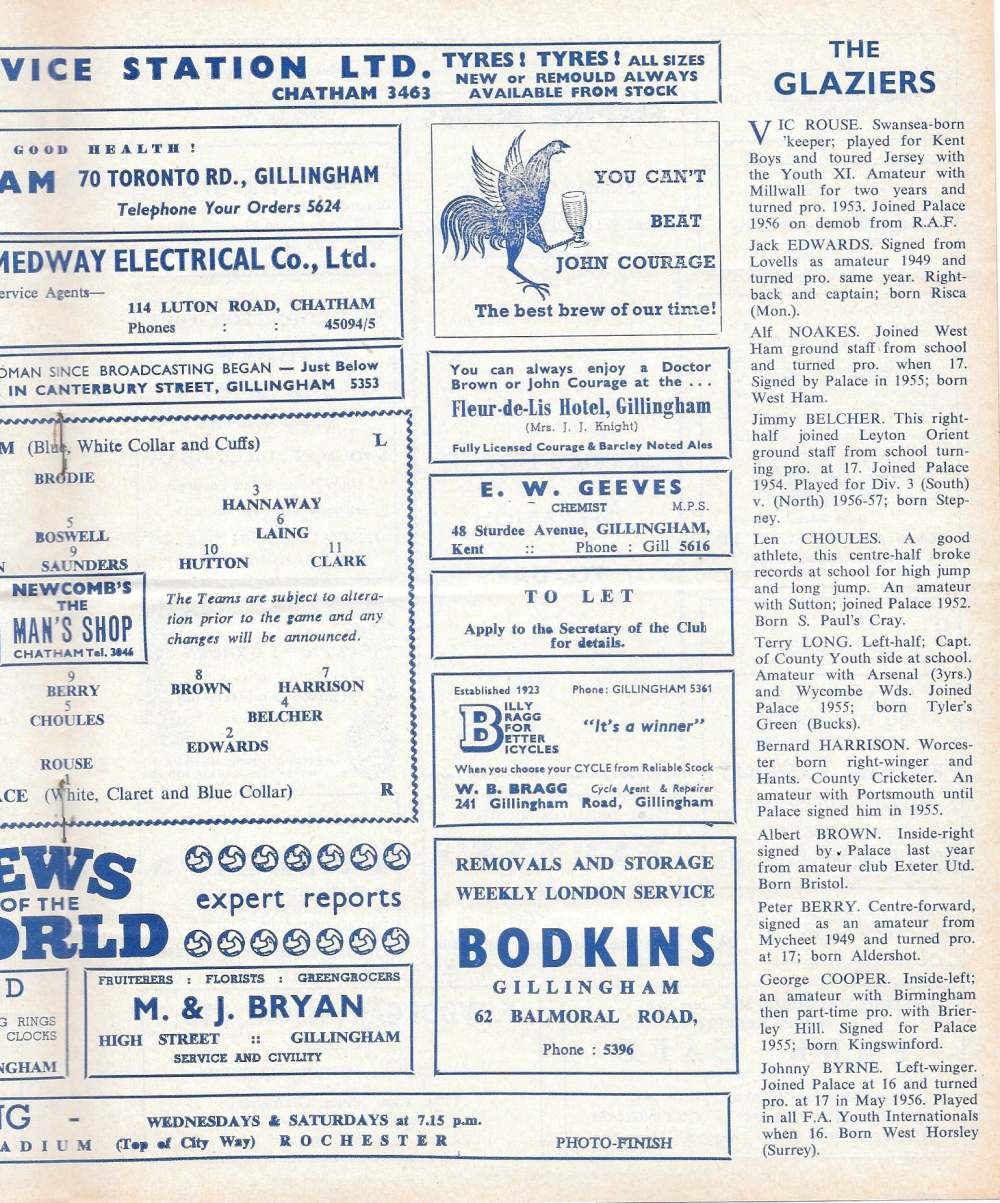 VICE STATION LTD.
CHATHAM 3463
TYRES! TYRES! ALL SIZES
NEW or REMOULD ALWAYS
AVAILABLE FROM STOCK
GOOD HEALTH!
AM 70 TORONTO RD., GILLINGHAM
Telephone Your Orders 5624
MEDWAY ELECTRICAL Co., Ltd.
ervice Agents—
114 LUTON ROAD, CHATHAM
Phones : : 45094/5
OMAN SINCE BROADCASTING BEGAN — Just Below
IN CANTERBURY STREET, GILLINGHAM 5353
M (Blue, White Collar and Cuffs) L
BRODIE
3
HANNAWAY
5 6
BOSWELL LAING
9 10 11
N SAUNDERS HUTTON CLARK
NEWCOMB'S
THE
MAN'S SHOP
CHATHAM Tel. 3846
The Teams are subject to altera-
tion prior to the game and any
changes will be announced.
9 8 7
BERRY BROWN HARRISON
5 4
CHOULES BELCHER
2
EDWARDS
ROUSE
1
ACE (White, Claret and Blue Collar) R
EWS
OF THE
ORLD
expert reports
D
G RINGS
CLOCKS
NGHAM
FRUITERERS : FLORISTS : GREENGROCERS
M. & J. BRYAN
HIGH STREET :: GILLINGHAM
SERVICE AND CIVILITY
NG -
ADIUM
WEDNESDAYS & SATURDAYS at 7.15 p.m.
(Top of City Way) ROCHESTER
PHOTO-FINISH
YOU CAN'T
BEAT
JOHN COURAGE
The best brew of our time!
You can always enjoy a Doctor
Brown or John Courage at the ...
Fleur-de-Lis Hotel, Gillingham
(Mrs. J. J. Knight)
Fully Licensed Courage & Barcley Noted Ales
E. W. GEEVES
CHEMIST M.P.S.
48 Sturdee Avenue, GILLINGHAM,
Kent :: Phone : Gill 5616
TO LET
Apply to the Secretary of the Club
for details.
Established 1923 Phone: GILLINGHAM 5361
BILLY
BRAGG
FOR
BETTER
BICYCLES
"It's a winner"
When you choose your CYCLE from Reliable Stock
W. B. BRAGG Cycle Agent & Repairer
241 Gillingham Road, Gillingham
REMOVALS AND STORAGE
WEEKLY LONDON SERVICE
BODKINS
GILLINGHAM
62 BALMORAL ROAD,
Phone : 5396
THE
GLAZIERS
VIC ROUSE. Swansea-born
'keeper; played for Kent
Boys and toured Jersey with
the Youth XI. Amateur with
Millwall for two years and
turned pro. 1953. Joined Palace
1956 on demob from R.A.F.
Jack EDWARDS. Signed from
Lovells as amateur 1949 and
turned pro. same year. Right-
back and captain; born Risca
(Mon.).
Alf NOAKES. Joined West
Ham ground staff from school
and turned pro. when 17.
Signed by Palace in 1955; born
West Ham.
Jimmy BELCHER. This right-
half joined Leyton Orient
ground staff from school turn-
ing pro. at 17. Joined Palace
1954. Played for Div. 3 (South)
v. (North) 1956-57; born Step-
ney.
Len CHOULES. A good
athlete, this centre-half broke
records at school for high jump
and long jump. An amateur
with Sutton; joined Palace 1952.
Born S. Paul's Cray.
Terry LONG. Left-half; Capt.
of County Youth side at school.
Amateur with Arsenal (3yrs.)
and Wycombe Wds. Joined
Palace 1955; born Tyler's
Green (Bucks).
Bernard HARRISON. Worces-
ter born right-winger and
Hants. County Cricketer. An
amateur with Portsmouth until
Palace signed him in 1955.
Albert BROWN. Inside-right
signed by Palace last year
from amateur club Exeter Utd.
Born Bristol.
Peter BERRY. Centre-forward,
signed as an amateur from
Mycheet 1949 and turned pro.
at 17; born Aldershot.
George COOPER. Inside-left;
an amateur with Birmingham
then part-time pro. with Brier-
ley Hill. Signed for Palace
1955; born Kingswinford.
Johnny BYRNE. Left-winger.
Joined Palace at 16 and turned
pro. at 17 in May 1956. Played
in all F.A. Youth Internationals
when 16. Born West Horsley
(Surrey).